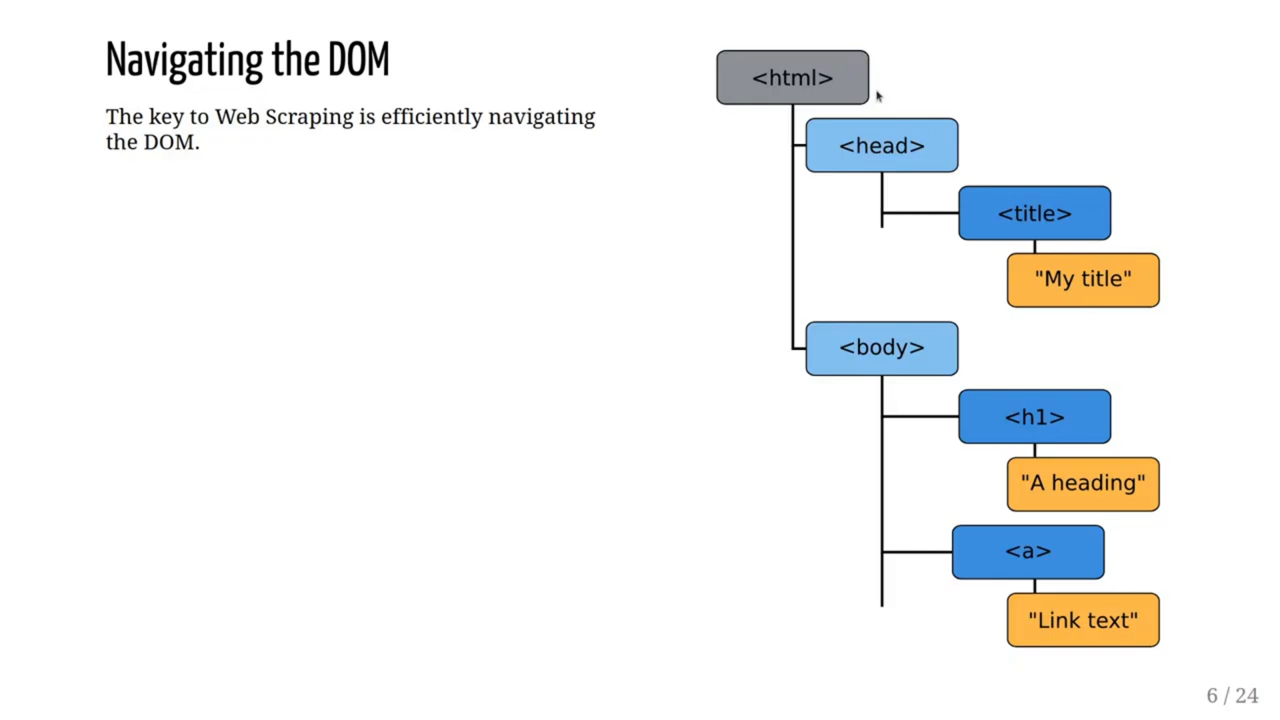 Navigating the DOM
The key to Web Scraping is efficiently navigating
the DOM.
<html>
<head>
<title>
"My title"
<body>
<h1>
"A heading"
<a>
"Link text"
6 / 24